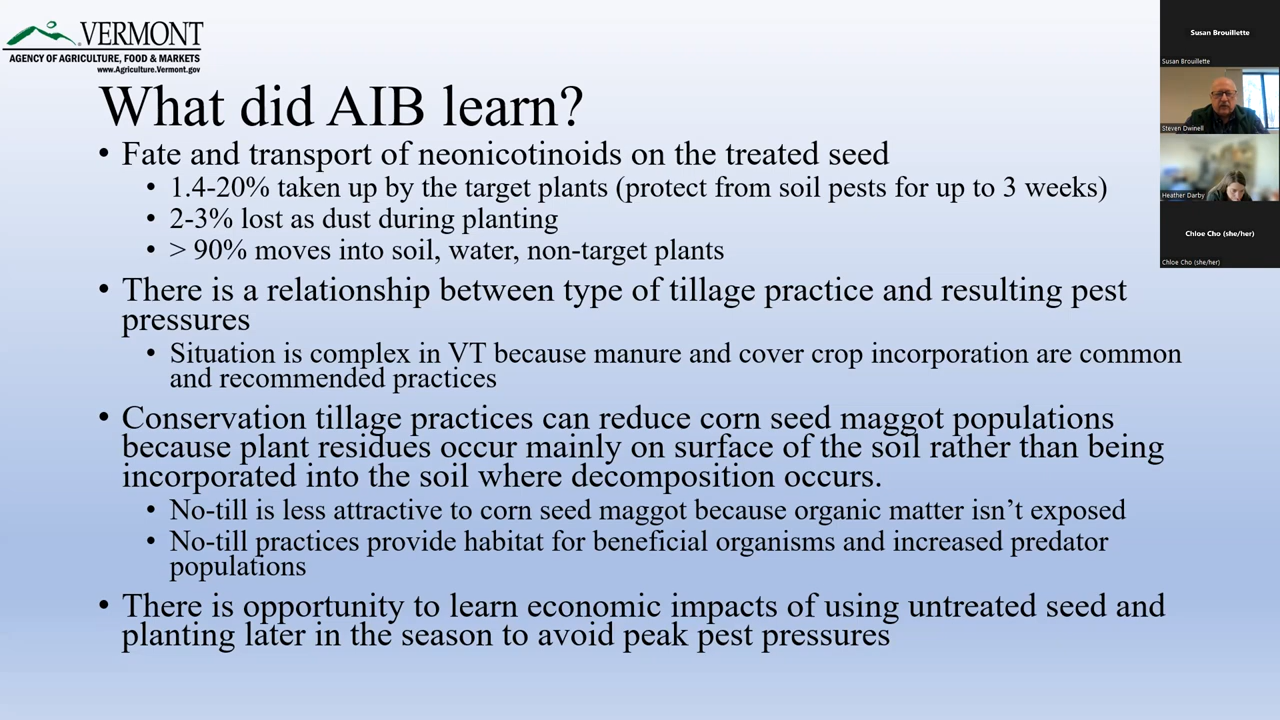 VERMONT
AGENCY OF AGRICULTURE, FOOD & MARKETS
www.Agriculture.Vermont.gov
What did AIB learn?
• Fate and transport of neonicotinoids on the treated seed
• 1.4-20% taken up by the target plants (protect from soil pests for up to 3 weeks)
• 2-3% lost as dust during planting
• > 90% moves into soil, water, non-target plants
• There is a relationship between type of tillage practice and resulting pest
pressures
• Situation is complex in VT because manure and cover crop incorporation are common
and recommended practices
• Conservation tillage practices can reduce corn seed maggot populations
because plant residues occur mainly on surface of the soil rather than being
incorporated into the soil where decomposition occurs.
• No-till is less attractive to corn seed maggot because organic matter isn’t exposed
• No-till practices provide habitat for beneficial organisms and increased predator
populations
• There is opportunity to learn economic impacts of using untreated seed and
planting later in the season to avoid peak pest pressures
Susan Brouillette
Susan Brouillette
Steven Dwinell
Heather Darby
Chloe Cho (she/her)
Chloe Cho (she/her)